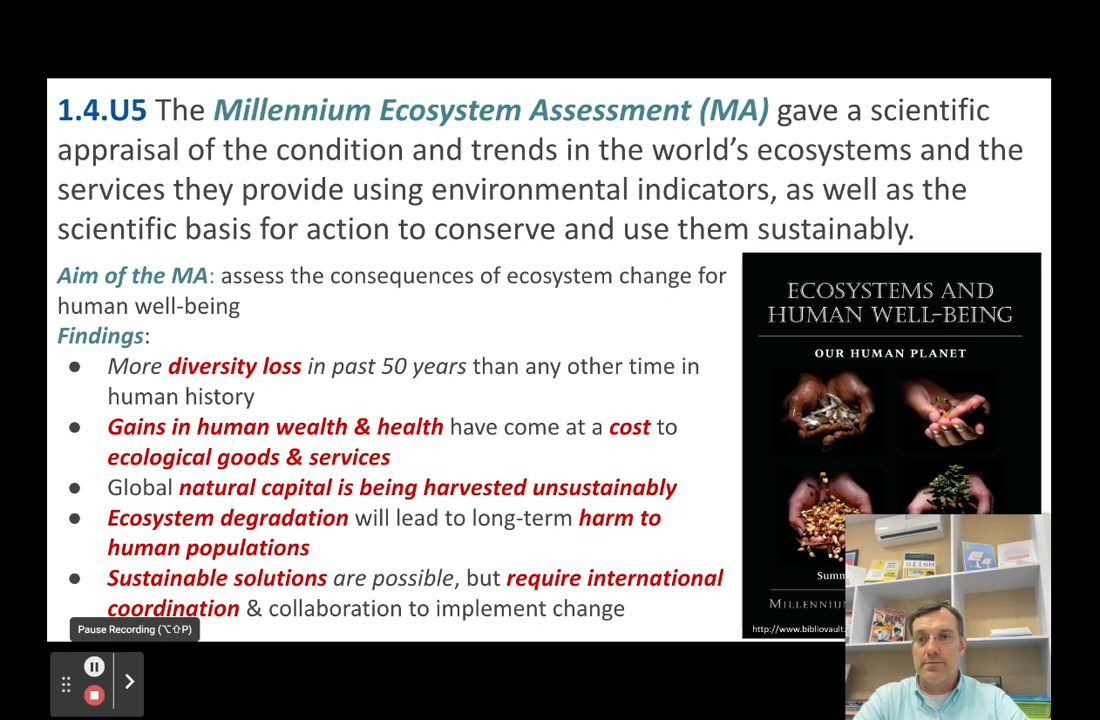 1.4.U5 The Millennium Ecosystem Assessment (MA) gave a scientific
appraisal of the condition and trends in the world’s ecosystems and the
services they provide using environmental indicators, as well as the
scientific basis for action to conserve and use them sustainably.
Aim of the MA: assess the consequences of ecosystem change for
human well-being
Findings:
● More diversity loss in past 50 years than any other time in
human history
● Gains in human wealth & health have come at a cost to
ecological goods & services
● Global natural capital is being harvested unsustainably
● Ecosystem degradation will lead to long-term harm to
human populations
● Sustainable solutions are possible, but require international
coordination & collaboration to implement change
ECOSYSTEMS AND
HUMAN WELL-BEING
OUR HUMAN PLANET
Summ
MILLENNIUM
http://www.bibliovault.
Pause Recording (⌥⇧P)